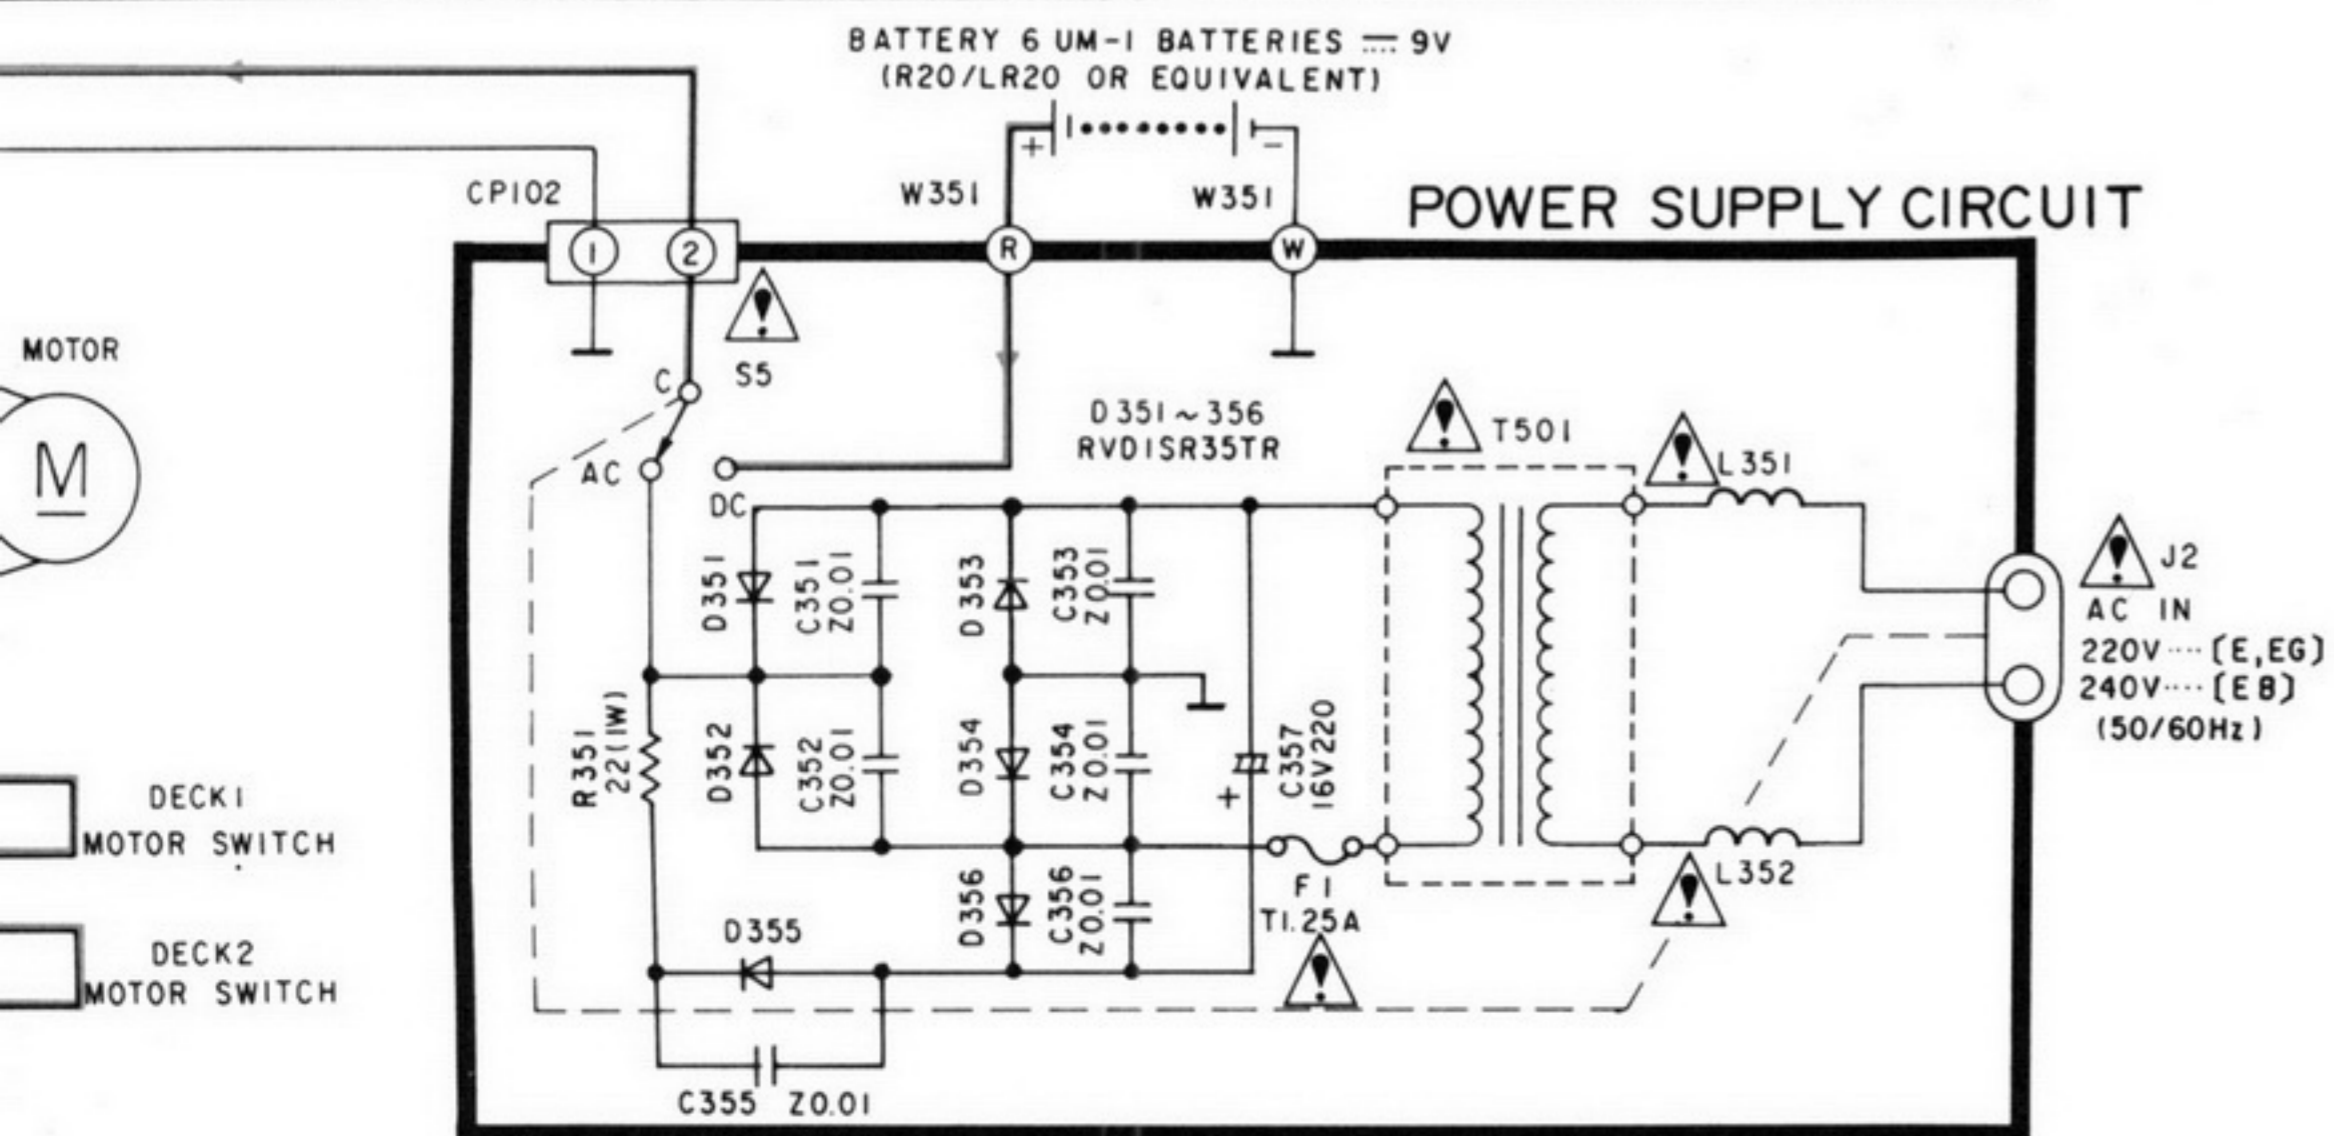 BATTERY 6 UM-1 BATTERIES ⎓ 9V
(R20/LR20 OR EQUIVALENT)
CP102
W351
W351
POWER SUPPLY CIRCUIT
1
2
R
W
MOTOR
M
C
S5
AC
DC
D351~356
RVD1SR35TR
T501
L351
J2
AC IN
220V····[E,EG]
240V····[EB]
(50/60Hz)
+
-
D351
C351
Z0.01
D353
C353
Z0.01
R351
22(1W)
D352
C352
Z0.01
D354
C354
Z0.01
+
C357
16V220
DECK1
MOTOR SWITCH
D356
C356
Z0.01
F1
T1.25A
L352
D355
DECK2
MOTOR SWITCH
C355 Z0.01